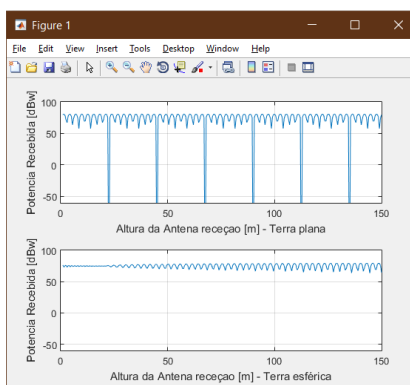 Figure 1
File Edit View Insert Tools Desktop Window Help
Potencia Recebida [dBw]
100
50
0
-50
0 50 100 150
Altura da Antena receçao [m] - Terra plana
Potencia Recebida [dBw]
100
50
0
-50
0 50 100 150
Altura da Antena receçao [m] - Terra esférica